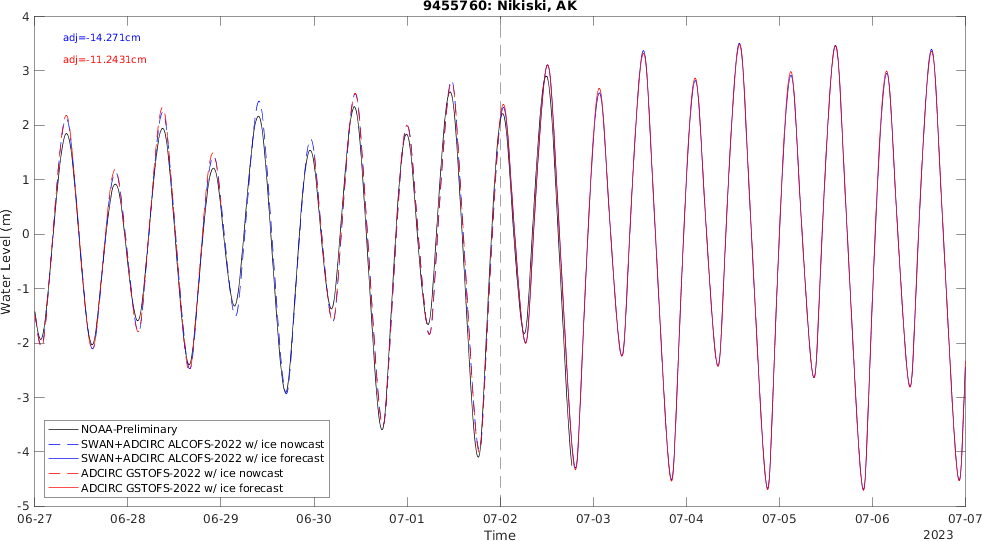 9455760: Nikiski, AK
adj=-14.271cm
adj=-11.2431cm
4
3
2
1
0
-1
-2
-3
-4
-5
Water Level (m)
NOAA-Preliminary
SWAN+ADCIRC ALCOFS-2022 w/ ice nowcast
SWAN+ADCIRC ALCOFS-2022 w/ ice forecast
ADCIRC GSTOFS-2022 w/ ice nowcast
ADCIRC GSTOFS-2022 w/ ice forecast
06-27 06-28 06-29 06-30 07-01 07-02 07-03 07-04 07-05 07-06 07-07
Time
2023